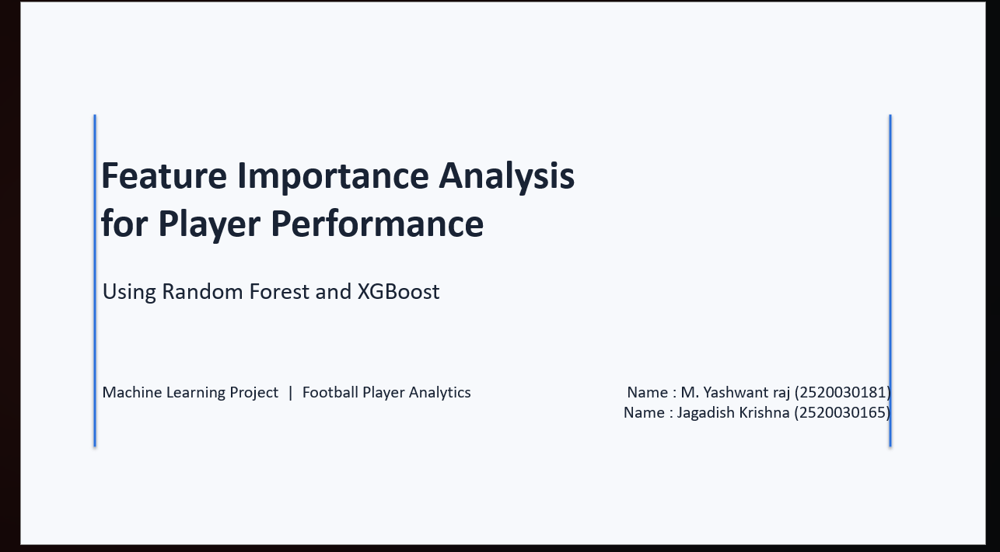 Feature Importance Analysis
for Player Performance
Using Random Forest and XGBoost
Machine Learning Project | Football Player Analytics
Name : M. Yashwant raj (2520030181)
Name : Jagadish Krishna (2520030165)